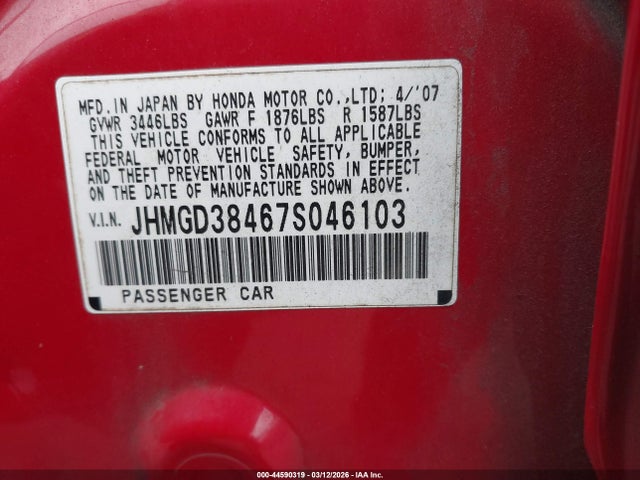 MFD.IN JAPAN BY HONDA MOTOR CO.,LTD; 4/'07
GVWR 3446LBS GAWR F 1876LBS R 1587LBS
THIS VEHICLE CONFORMS TO ALL APPLICABLE
FEDERAL MOTOR VEHICLE SAFETY, BUMPER,
AND THEFT PREVENTION STANDARDS IN EFFECT
ON THE DATE OF MANUFACTURE SHOWN ABOVE.
V.I.N. JHMGD38467S046103
PASSENGER CAR
000-44590319 - 03/12/2026 - IAA Inc.